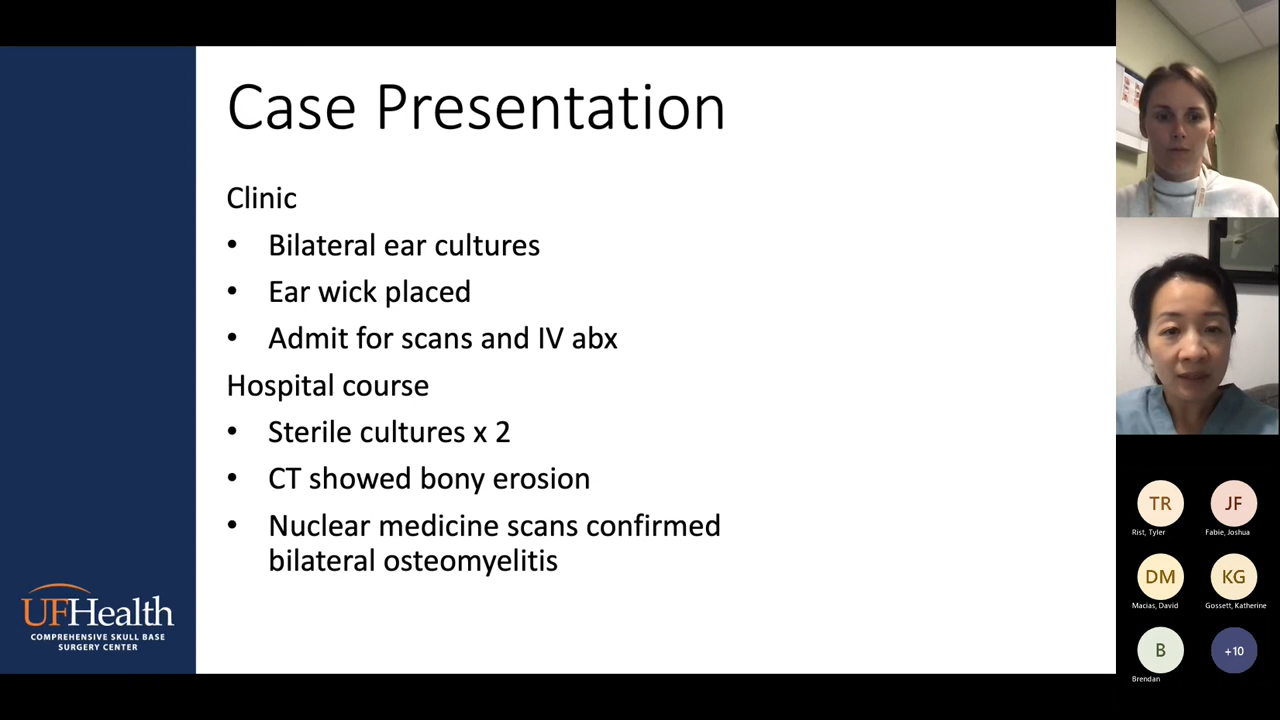 Case Presentation
Clinic
• Bilateral ear cultures
• Ear wick placed
• Admit for scans and IV abx
Hospital course
• Sterile cultures x 2
• CT showed bony erosion
• Nuclear medicine scans confirmed
bilateral osteomyelitis
UFHealth
COMPREHENSIVE SKULL BASE
SURGERY CENTER
TR
Rist, Tyler
JF
Fabie, Joshua
DM
Macias, David
KG
Gossett, Katherine
B
Brendan
+10